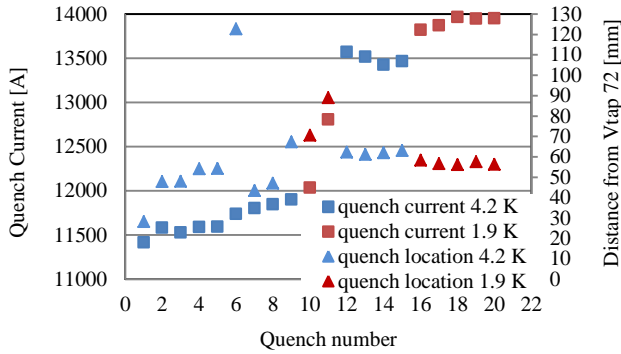 Quench Current [A]
14000
13500
13000
12500
12000
11500
11000
130
120
110
100
90
80
70
60
50
40
30
20
10
0
Distance from Vtap 72 [mm]
quench current 4.2 K
quench current 1.9 K
quench location 4.2 K
quench location 1.9 K
0 2 4 6 8 10 12 14 16 18 20 22
Quench number